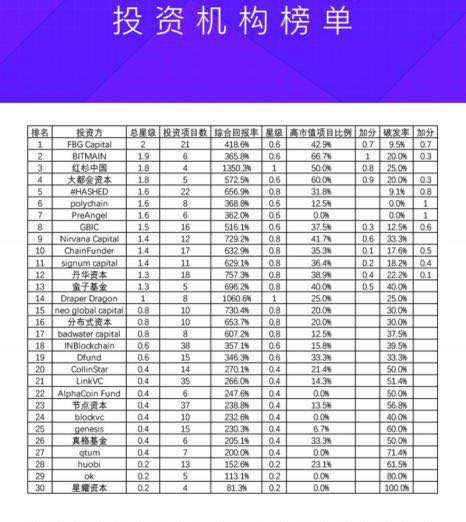 投资机构榜单
排名 投资方 总星级 投资项目数 综合回报率 星级 高市值项目比例 加分 破发率 加分
1 FBG Capital 2 21 418.6% 0.6 42.9% 0.7 9.5% 0.7
2 BITMAIN 1.9 6 365.8% 0.6 66.7% 1 20.0% 0.3
3 红杉中国 1.8 4 1350.3% 1 50.0% 0.8 25.0%
4 大都会资本 1.8 5 572.5% 0.6 60.0% 0.9 20.0% 0.3
5 #HASHED 1.6 22 656.9% 0.8 31.8% 9.1% 0.8
6 polychain 1.6 8 368.8% 0.6 12.5% 0.0% 1
7 PreAngel 1.6 6 362.0% 0.6 0.0% 0.0% 1
8 GBIC 1.5 16 516.1% 0.6 37.5% 0.3 12.5% 0.6
9 Nirvana Capital 1.4 12 729.2% 0.8 41.7% 0.6 33.3%
10 ChainFunder 1.4 17 632.9% 0.8 35.3% 0.1 17.6% 0.5
11 signum capital 1.4 11 629.1% 0.8 36.4% 0.2 18.2% 0.4
12 丹华资本 1.3 18 757.3% 0.8 38.9% 0.4 22.2% 0.1
13 蛮子基金 1.3 5 696.2% 0.8 40.0% 0.5 40.0%
14 Draper Dragon 1 8 1060.6% 1 25.0% 25.0%
15 neo global capital 0.8 10 730.4% 0.8 20.0% 30.0%
16 分布式资本 0.8 10 653.7% 0.8 20.0% 30.0%
17 badwater capital 0.8 8 607.2% 0.8 12.5% 37.5%
18 INBlockchain 0.6 38 357.1% 0.6 15.8% 39.5%
19 Dfund 0.6 15 346.3% 0.6 33.3% 33.3%
20 CollinStar 0.4 14 270.1% 0.4 21.4% 50.0%
21 LinkVC 0.4 35 266.0% 0.4 14.3% 51.4%
22 AlphaCoin Fund 0.4 6 247.6% 0.4 0.0% 50.0%
23 节点资本 0.4 37 238.8% 0.4 13.5% 56.8%
24 blockvc 0.4 10 232.6% 0.4 0.0% 40.0%
25 genesis 0.4 15 230.3% 0.4 6.7% 60.0%
26 真格基金 0.4 6 205.1% 0.4 33.3% 50.0%
27 qtum 0.4 7 200.0% 0.4 0.0% 71.4%
28 huobi 0.2 13 152.6% 0.2 23.1% 61.5%
29 ok 0.2 5 113.1% 0.2 0.0% 80.0%
30 星耀资本 0.2 4 81.3% 0.2 0.0% 100.0%